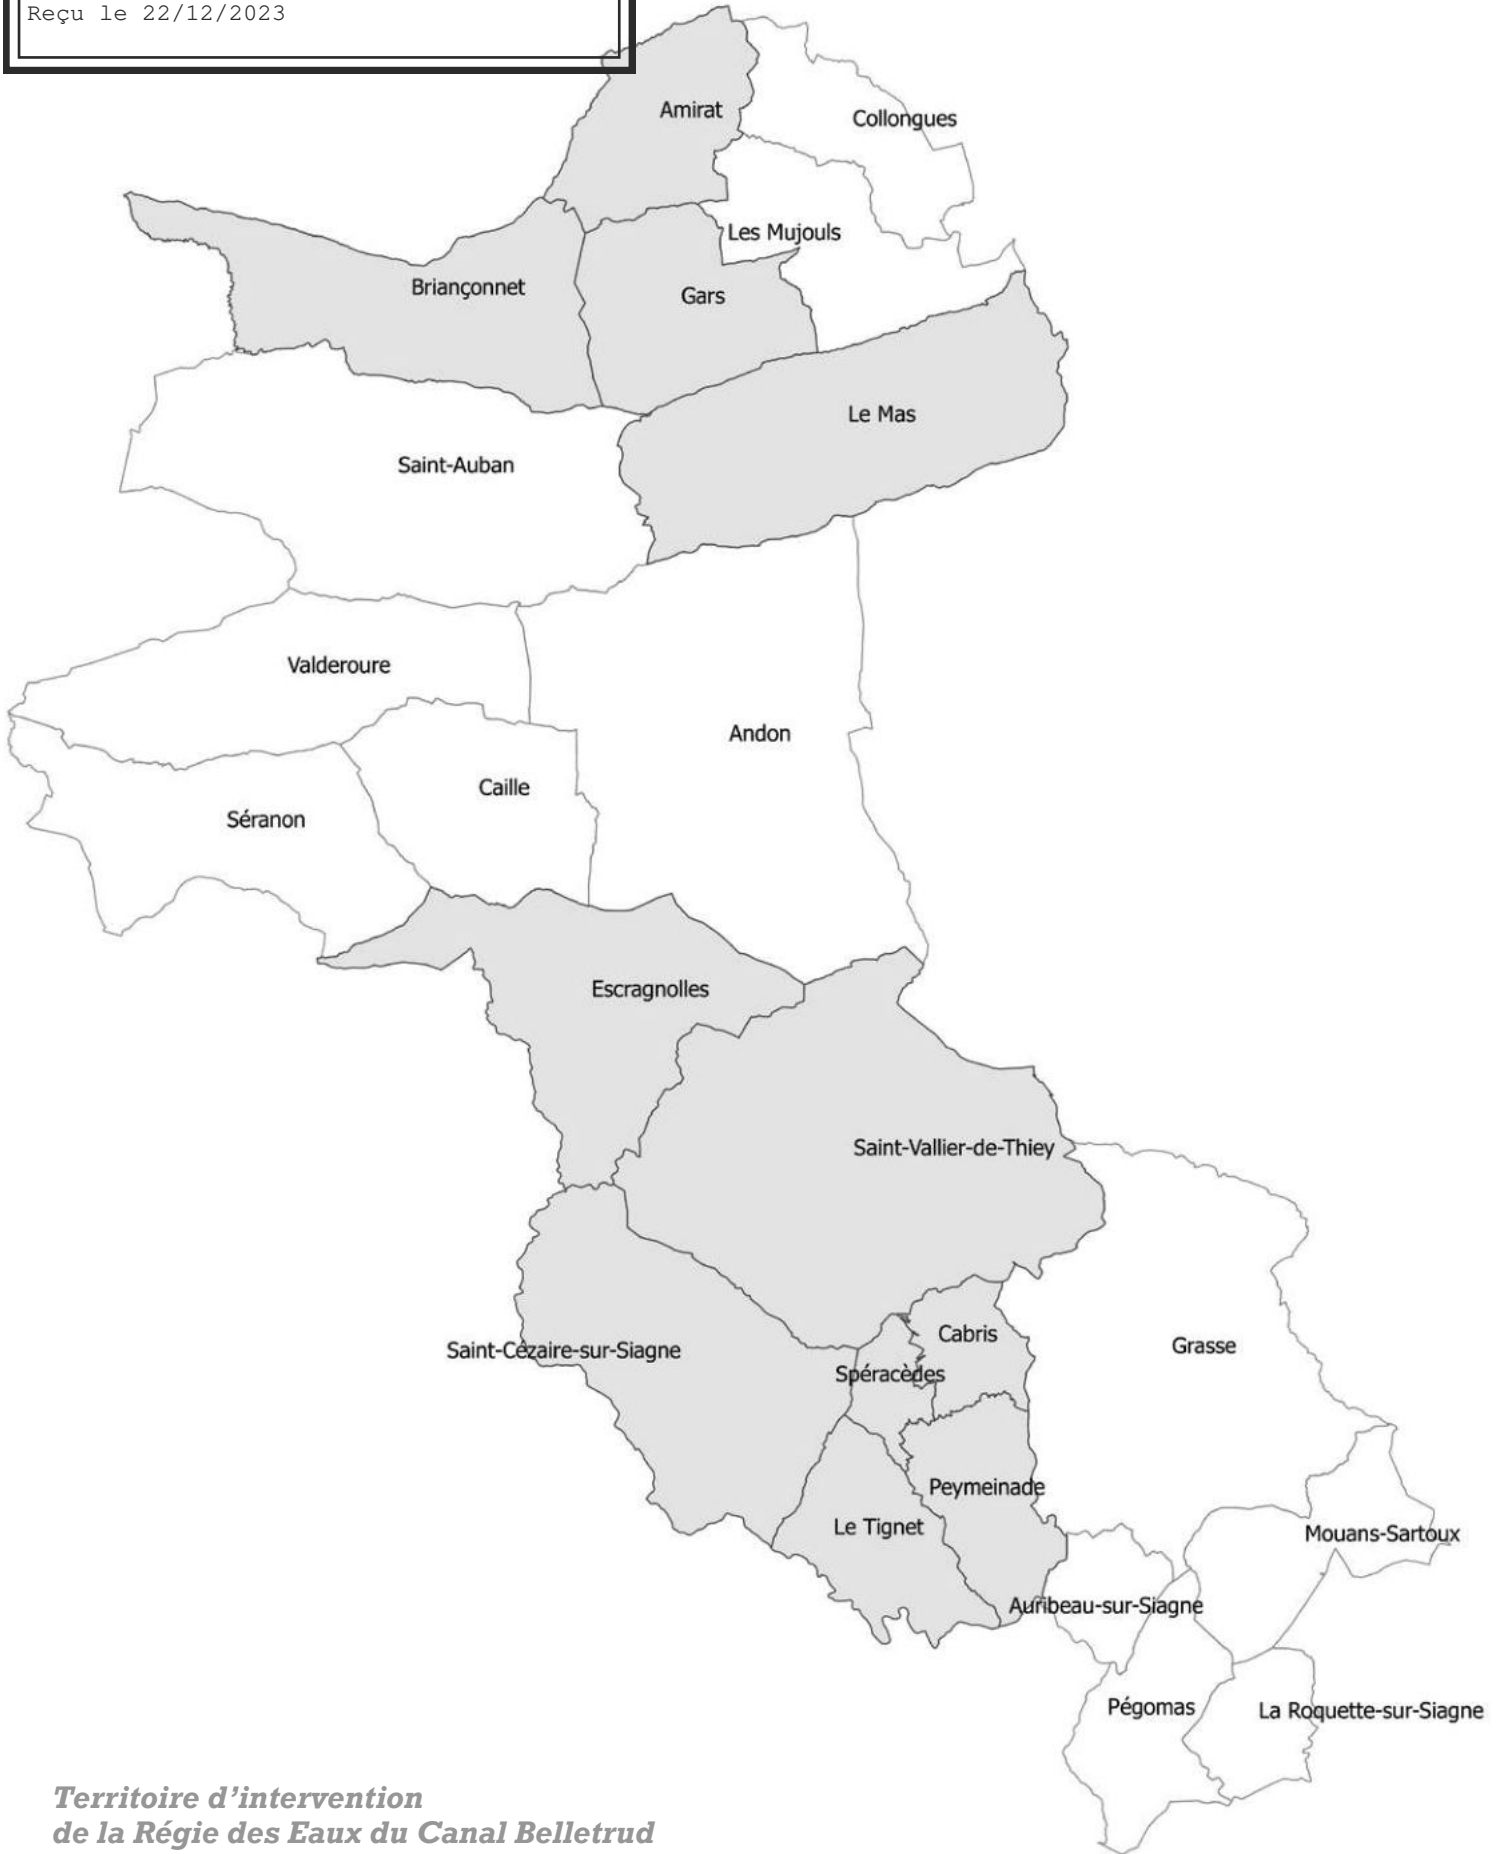 Reçu le 22/12/2023
Amirat
Collongues
Les Mujouls
Briançonnet
Gars
Le Mas
Saint-Auban
Valderoure
Andon
Caille
Séranon
Escragnolles
Saint-Vallier-de-Thiey
Cabris
Grasse
Saint-Cézaire-sur-Siagne
Spéracèdes
Peymeinade
Le Tignet
Mouans-Sartoux
Auribeau-sur-Siagne
Pégomas
La Roquette-sur-Siagne
Territoire d'intervention
de la Régie des Eaux du Canal Belletrud